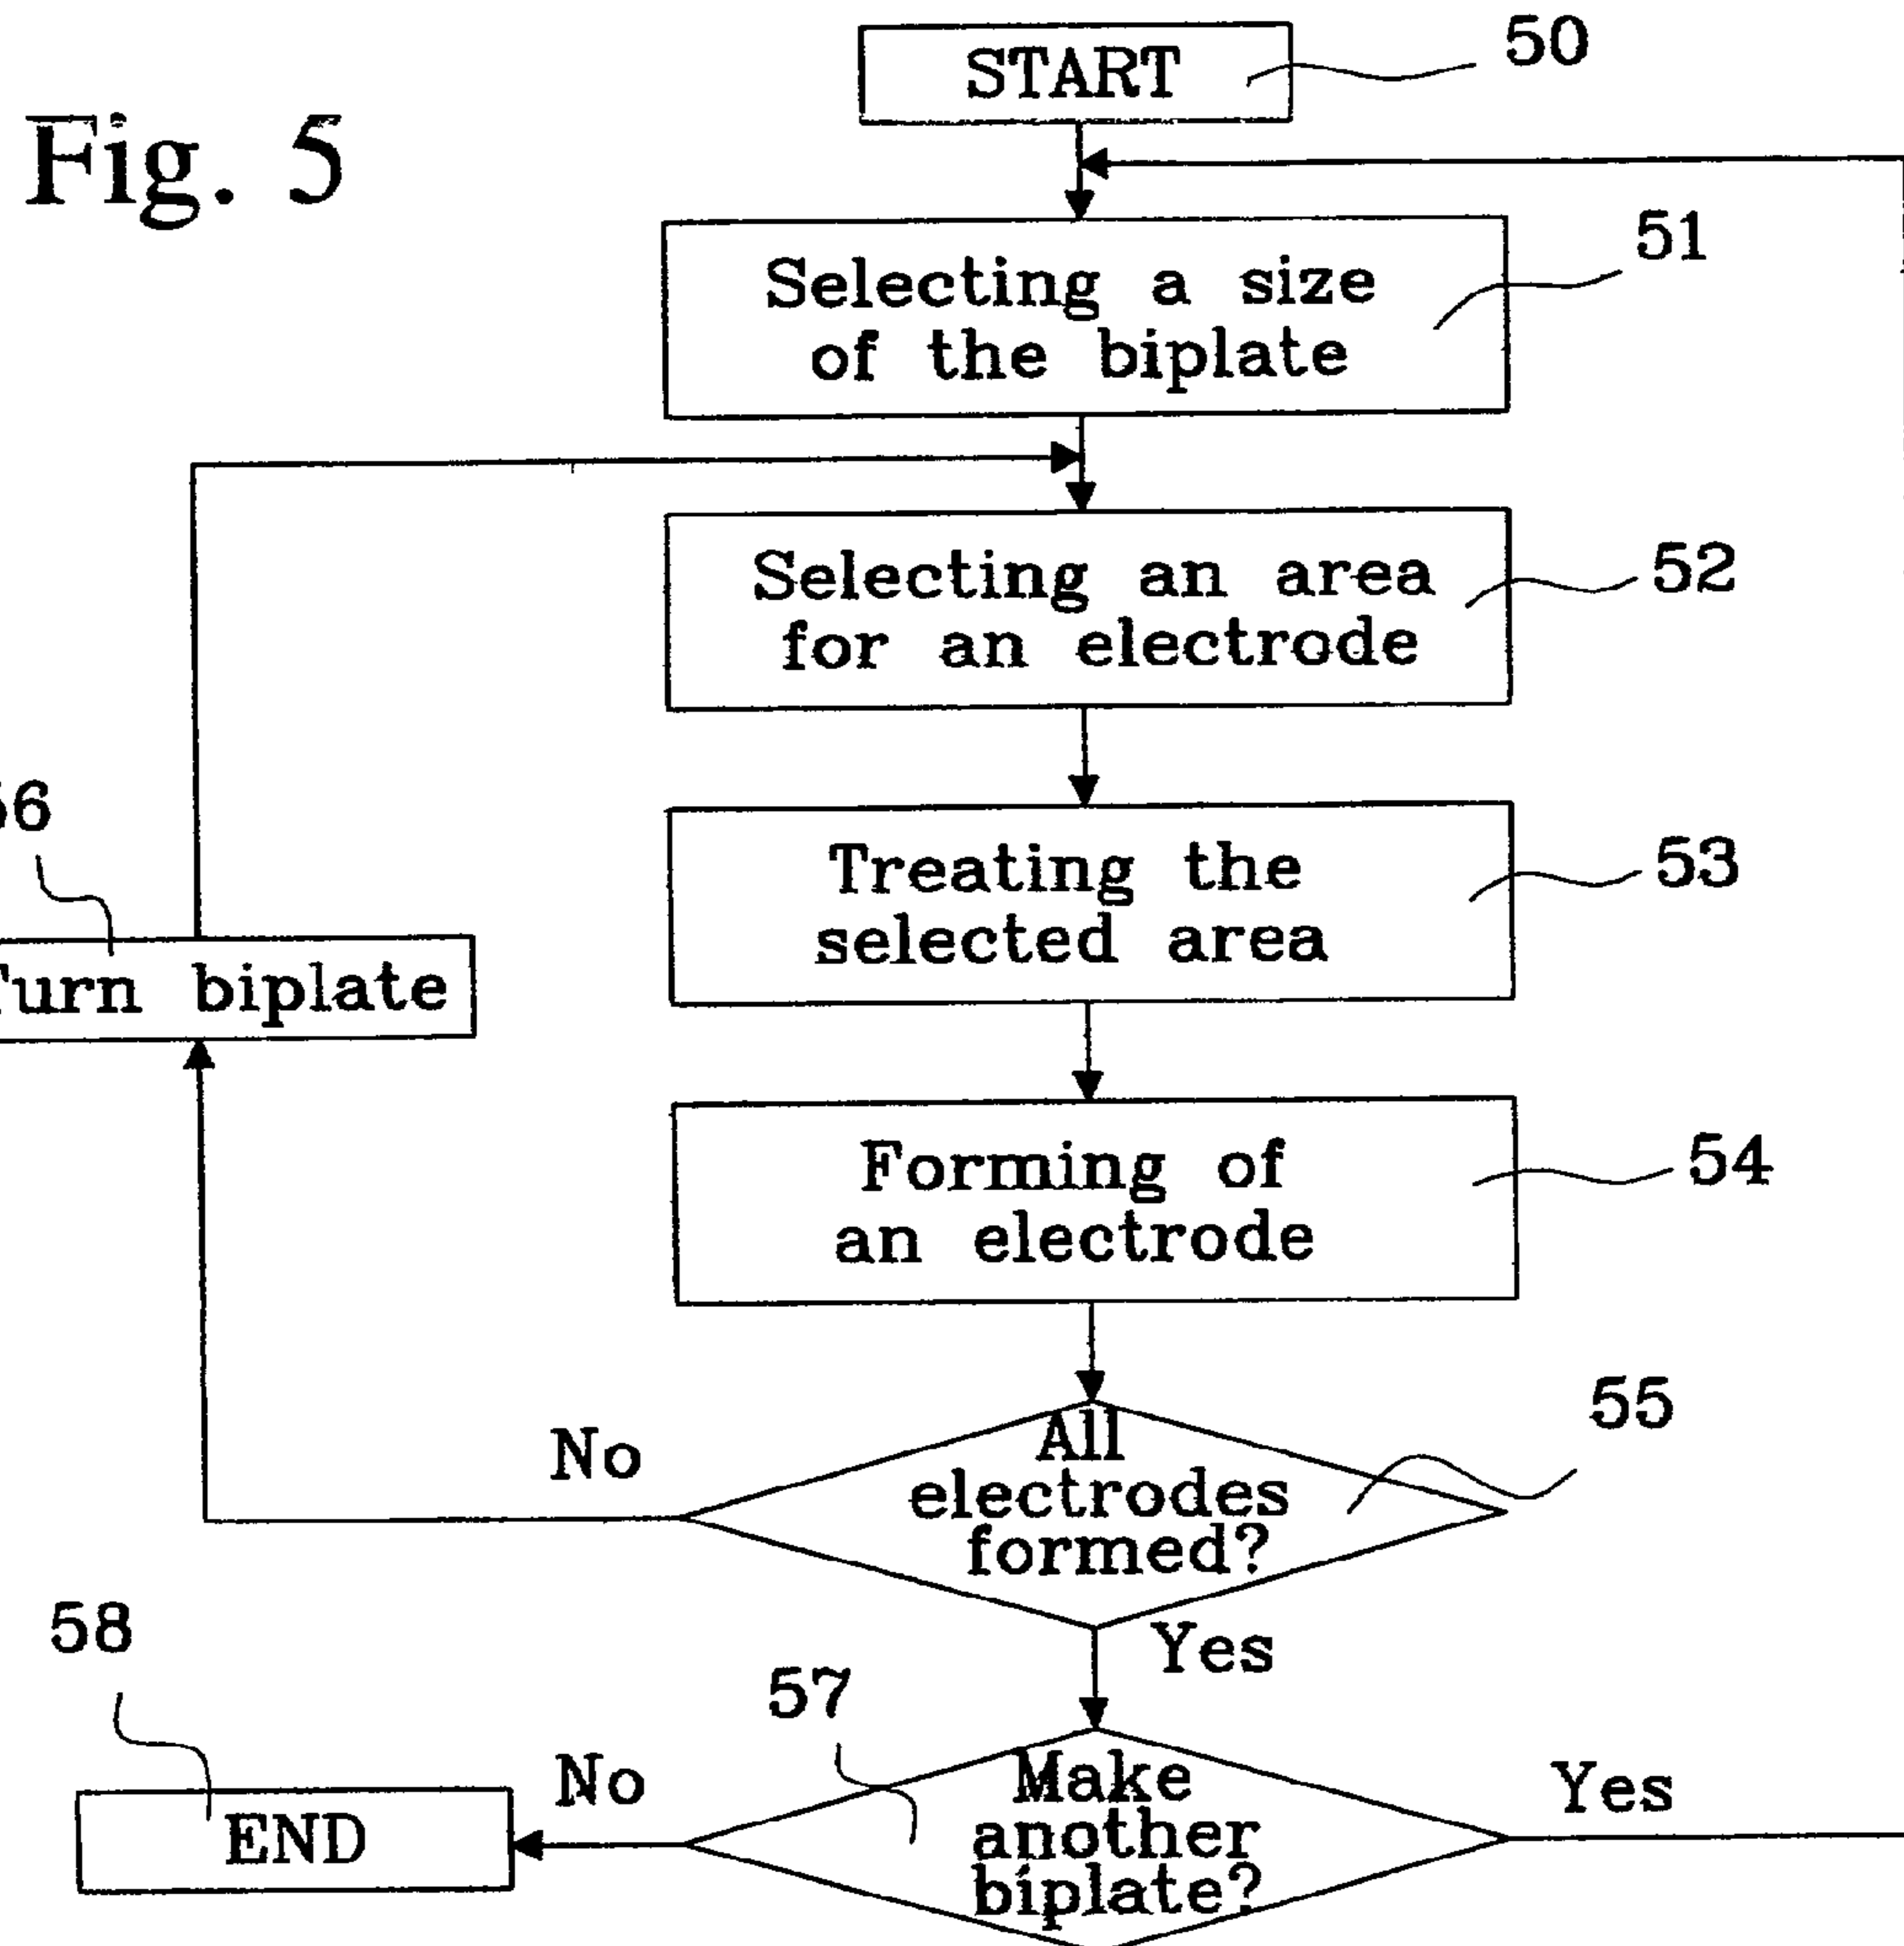 Fig. 5
START
50
Selecting a size
of the biplate
51
Selecting an area
for an electrode
52
Treating the
selected area
53
Turn biplate
Forming of
an electrode
54
All
electrodes
formed?
55
No
Yes
58
57
END
No
Make
another
biplate?
Yes